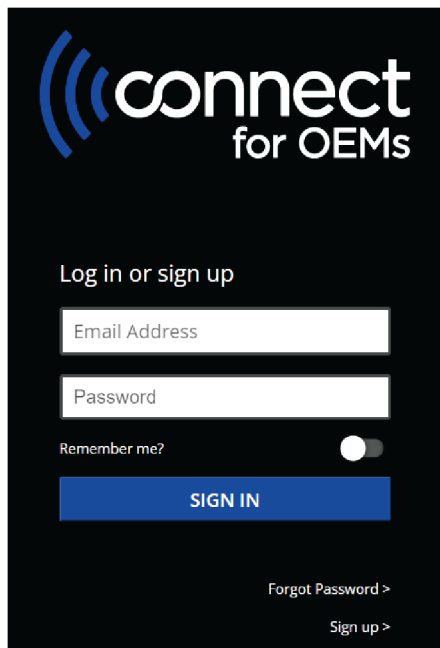 connect
for OEMs
Log in or sign up
Email Address
Password
Remember me?
SIGN IN
Forgot Password >
Sign up >